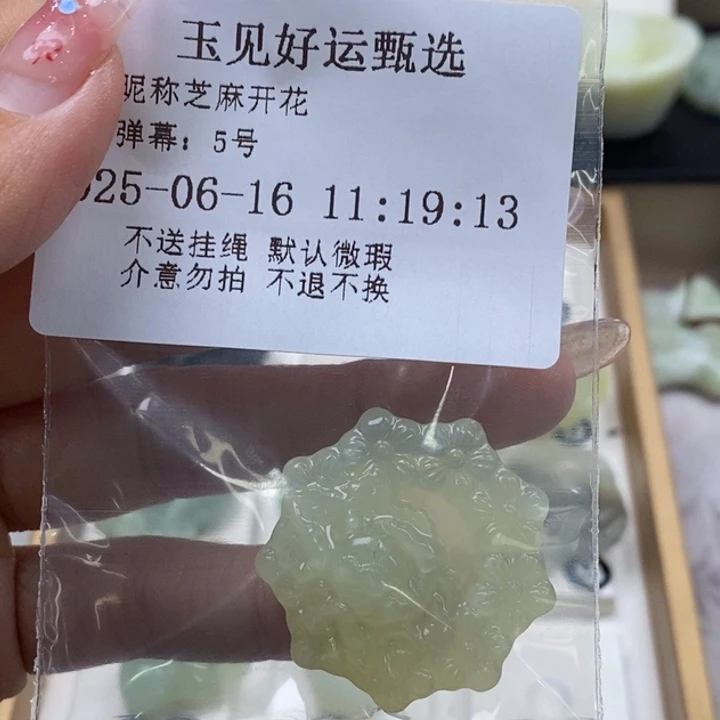 玉见好运甄选
昵称芝麻开花
弹幕：5号
025-06-16 11:19:13
不送挂绳 默认微瑕
介意勿拍 不退不换